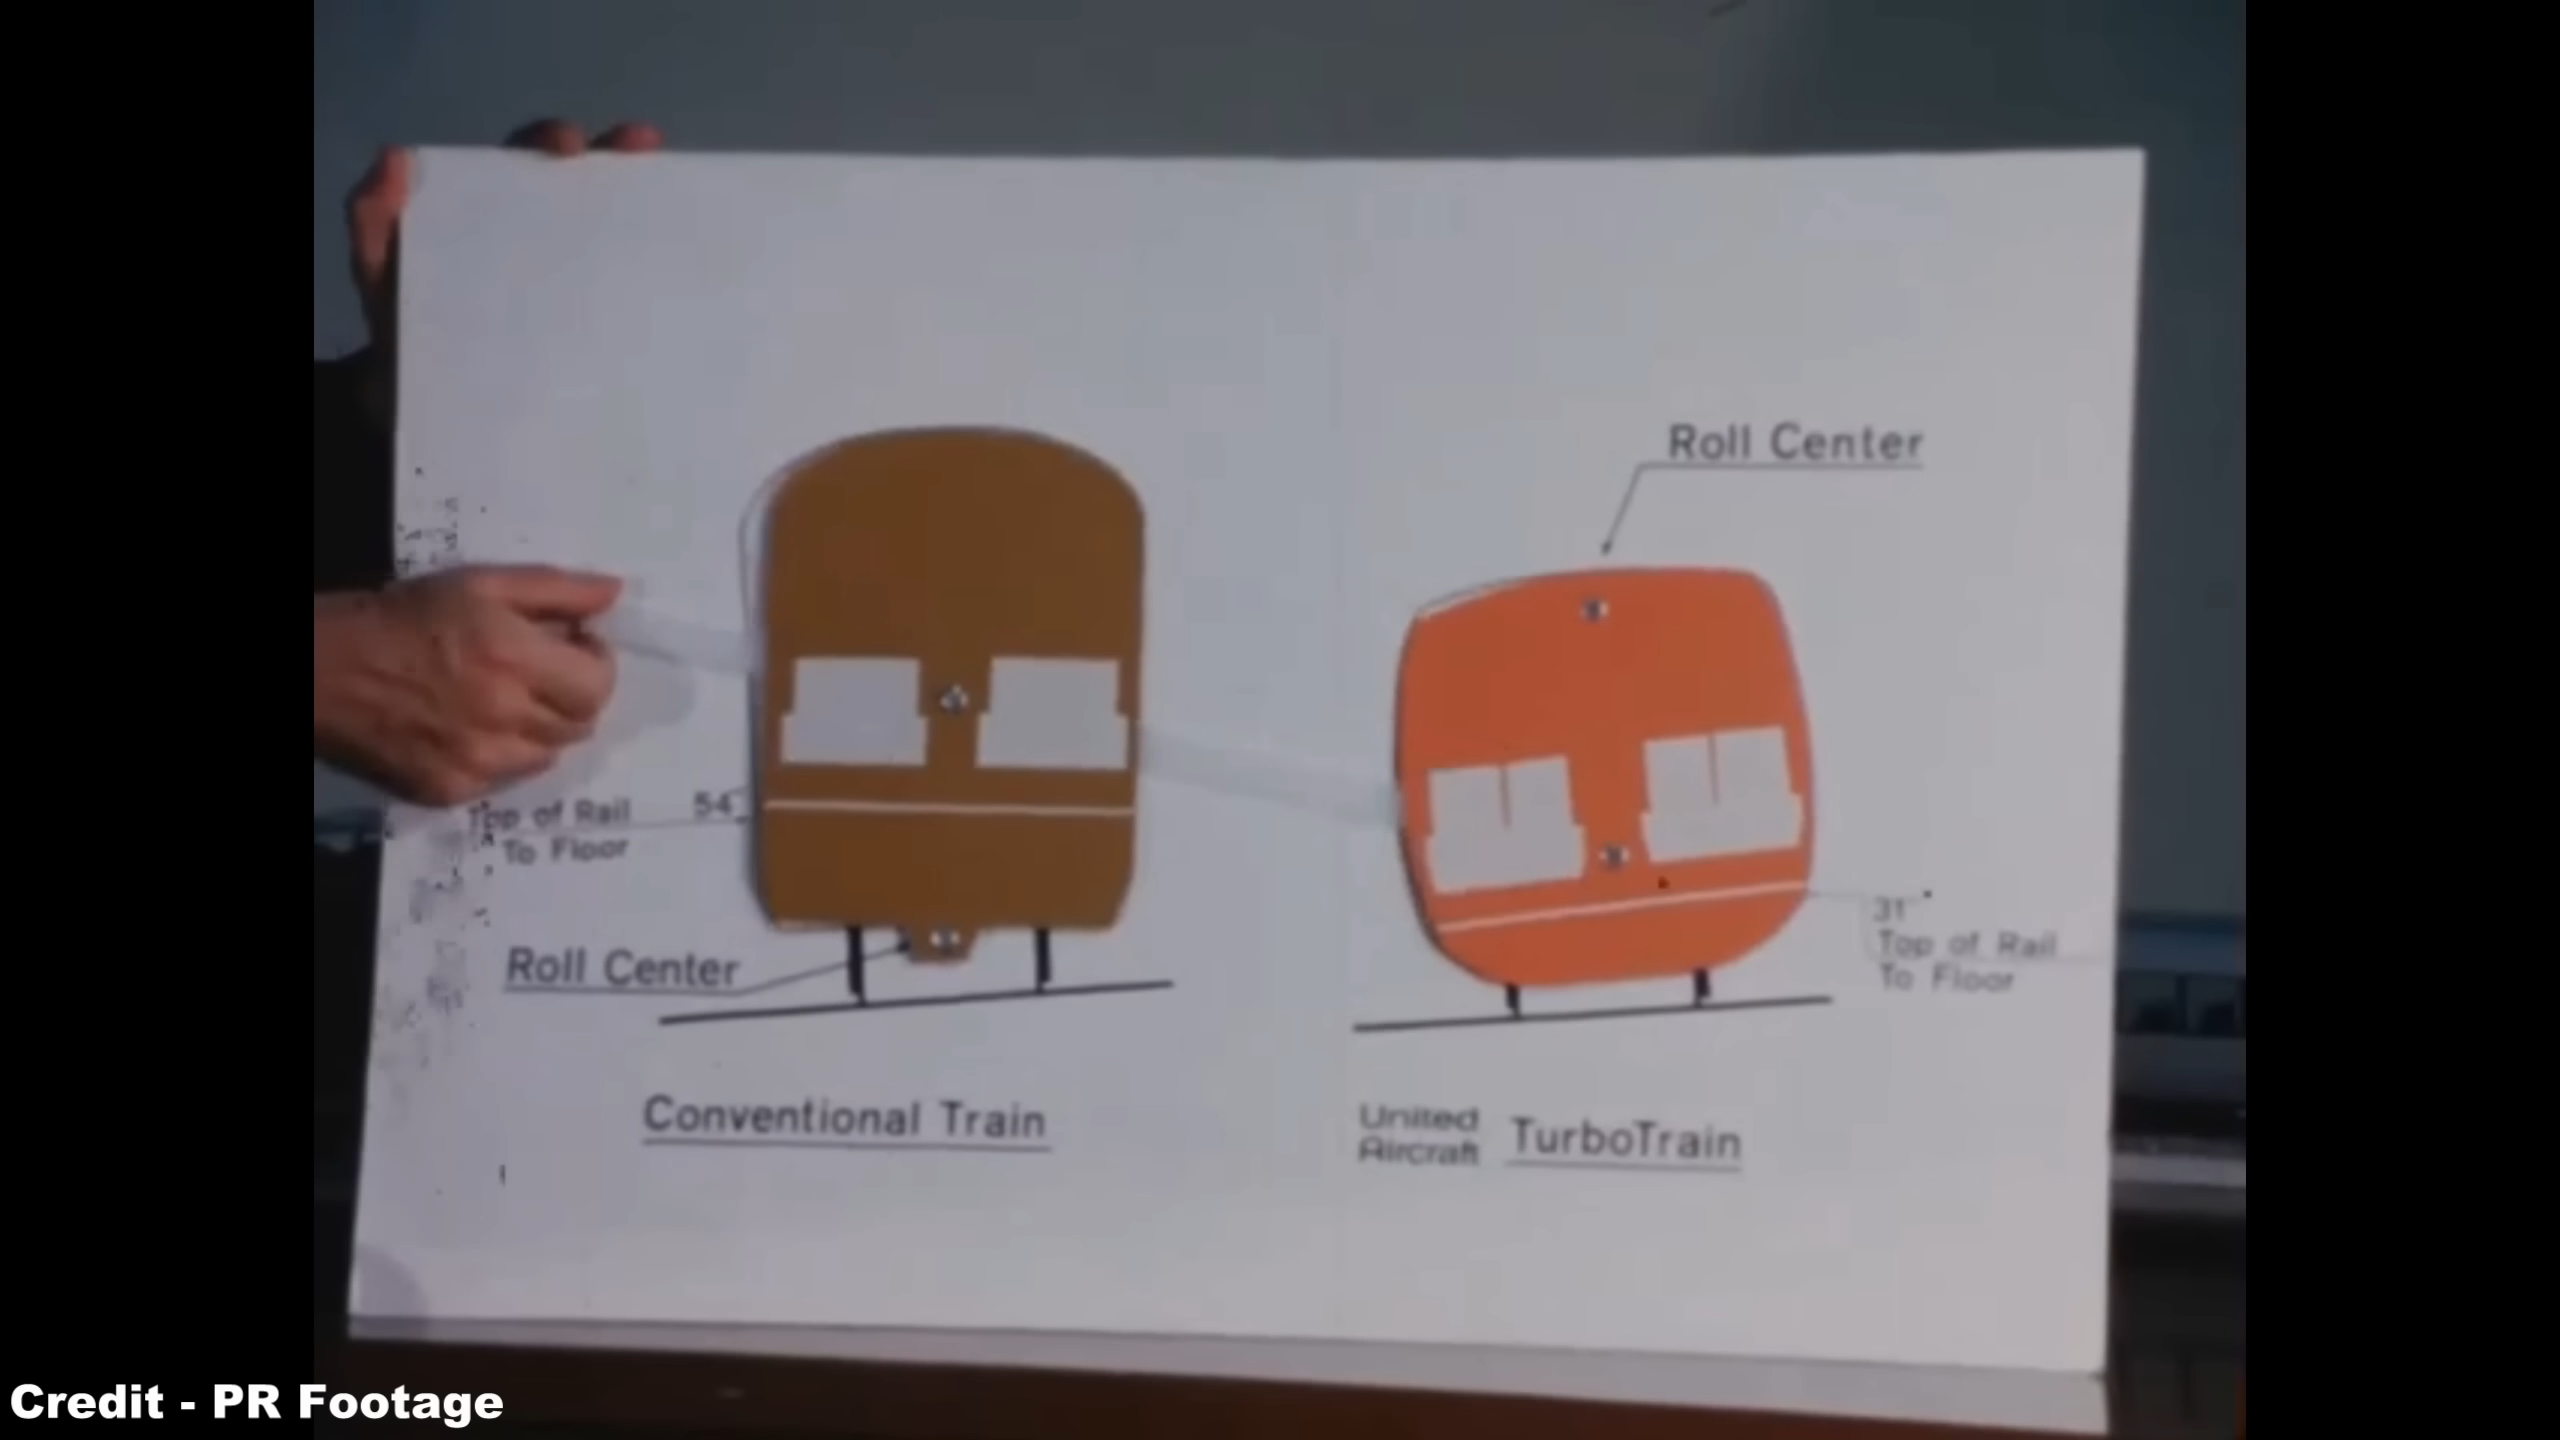 Roll Center
Top of Rail 54
To Floor
Roll Center
31
Top of Rail
To Floor
Conventional Train
United
Aircraft TurboTrain
Credit - PR Footage